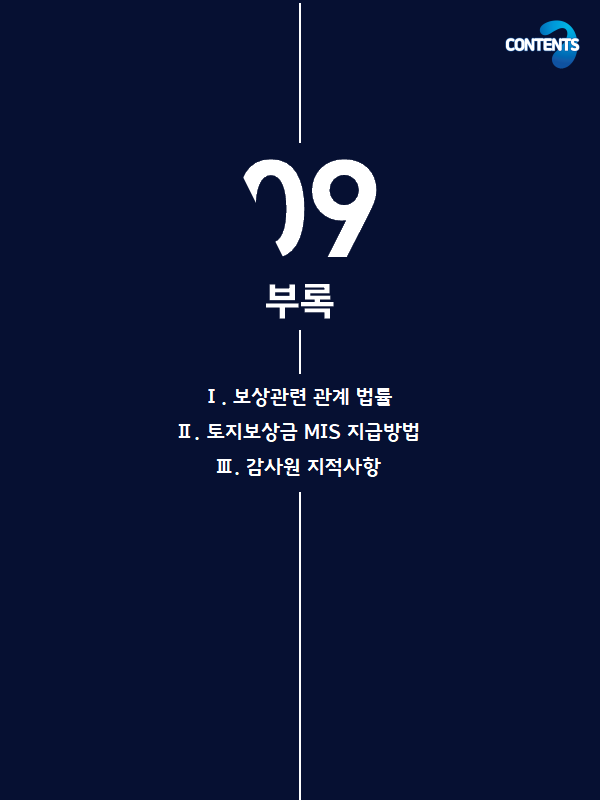 CONTENTS
09
부록
Ⅰ. 보상관련 관계 법률
Ⅱ. 토지보상금 MIS 지급방법
Ⅲ. 감사원 지적사항